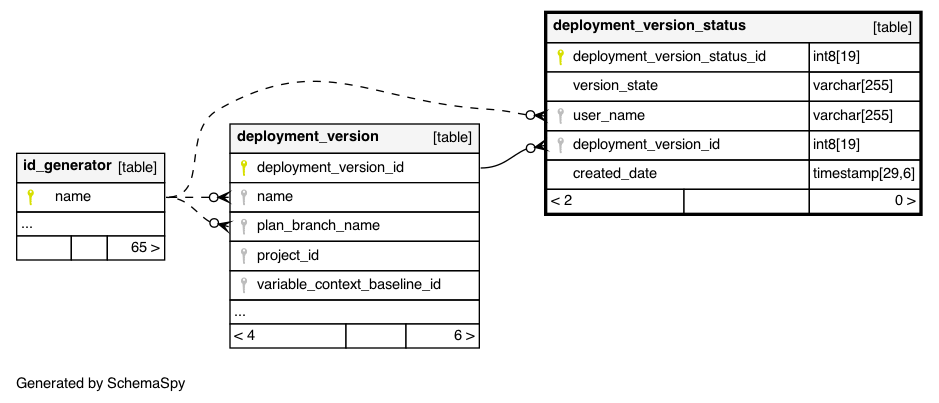 deployment_version_status [table]
deployment_version_status_id int8[19]
version_state varchar[255]
user_name varchar[255]
deployment_version_id int8[19]
created_date timestamp[29,6]
< 2 0 >
deployment_version [table]
deployment_version_id
name
plan_branch_name
project_id
variable_context_baseline_id
...
< 4 6 >
id_generator [table]
name
...
65 >
Generated by SchemaSpy